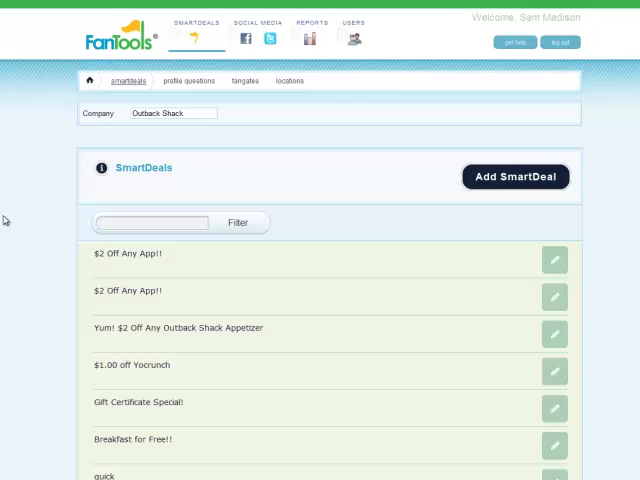 Welcome, Sam Madison
FanTools®
SMARTDEALS
SOCIAL MEDIA
REPORTS
USERS
get help
log out
smartdeals
profile questions
fangates
locations
Company
Outback Shack
SmartDeals
Add SmartDeal
Filter
$2 Off Any App!!
$2 Off Any App!!
Yum! $2 Off Any Outback Shack Appetizer
$1.00 off Yocrunch
Gift Certificate Special!
Breakfast for Free!!
quick